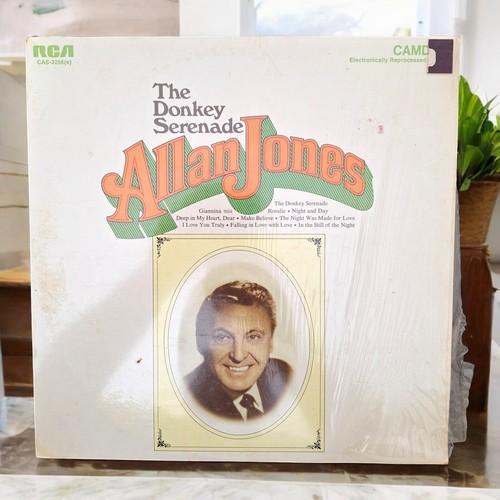 RCA
CAS-2256(e)
CAMD
Electronically Reprocessed
The
Donkey
Serenade
Allan Jones
The Donkey Serenade
Giannina mia Rosalie • Night and Day
Deep in My Heart, Dear • Make Believe • The Night Was Made for Love
I Love You Truly • Falling in Love with Love • In the Still of the Night